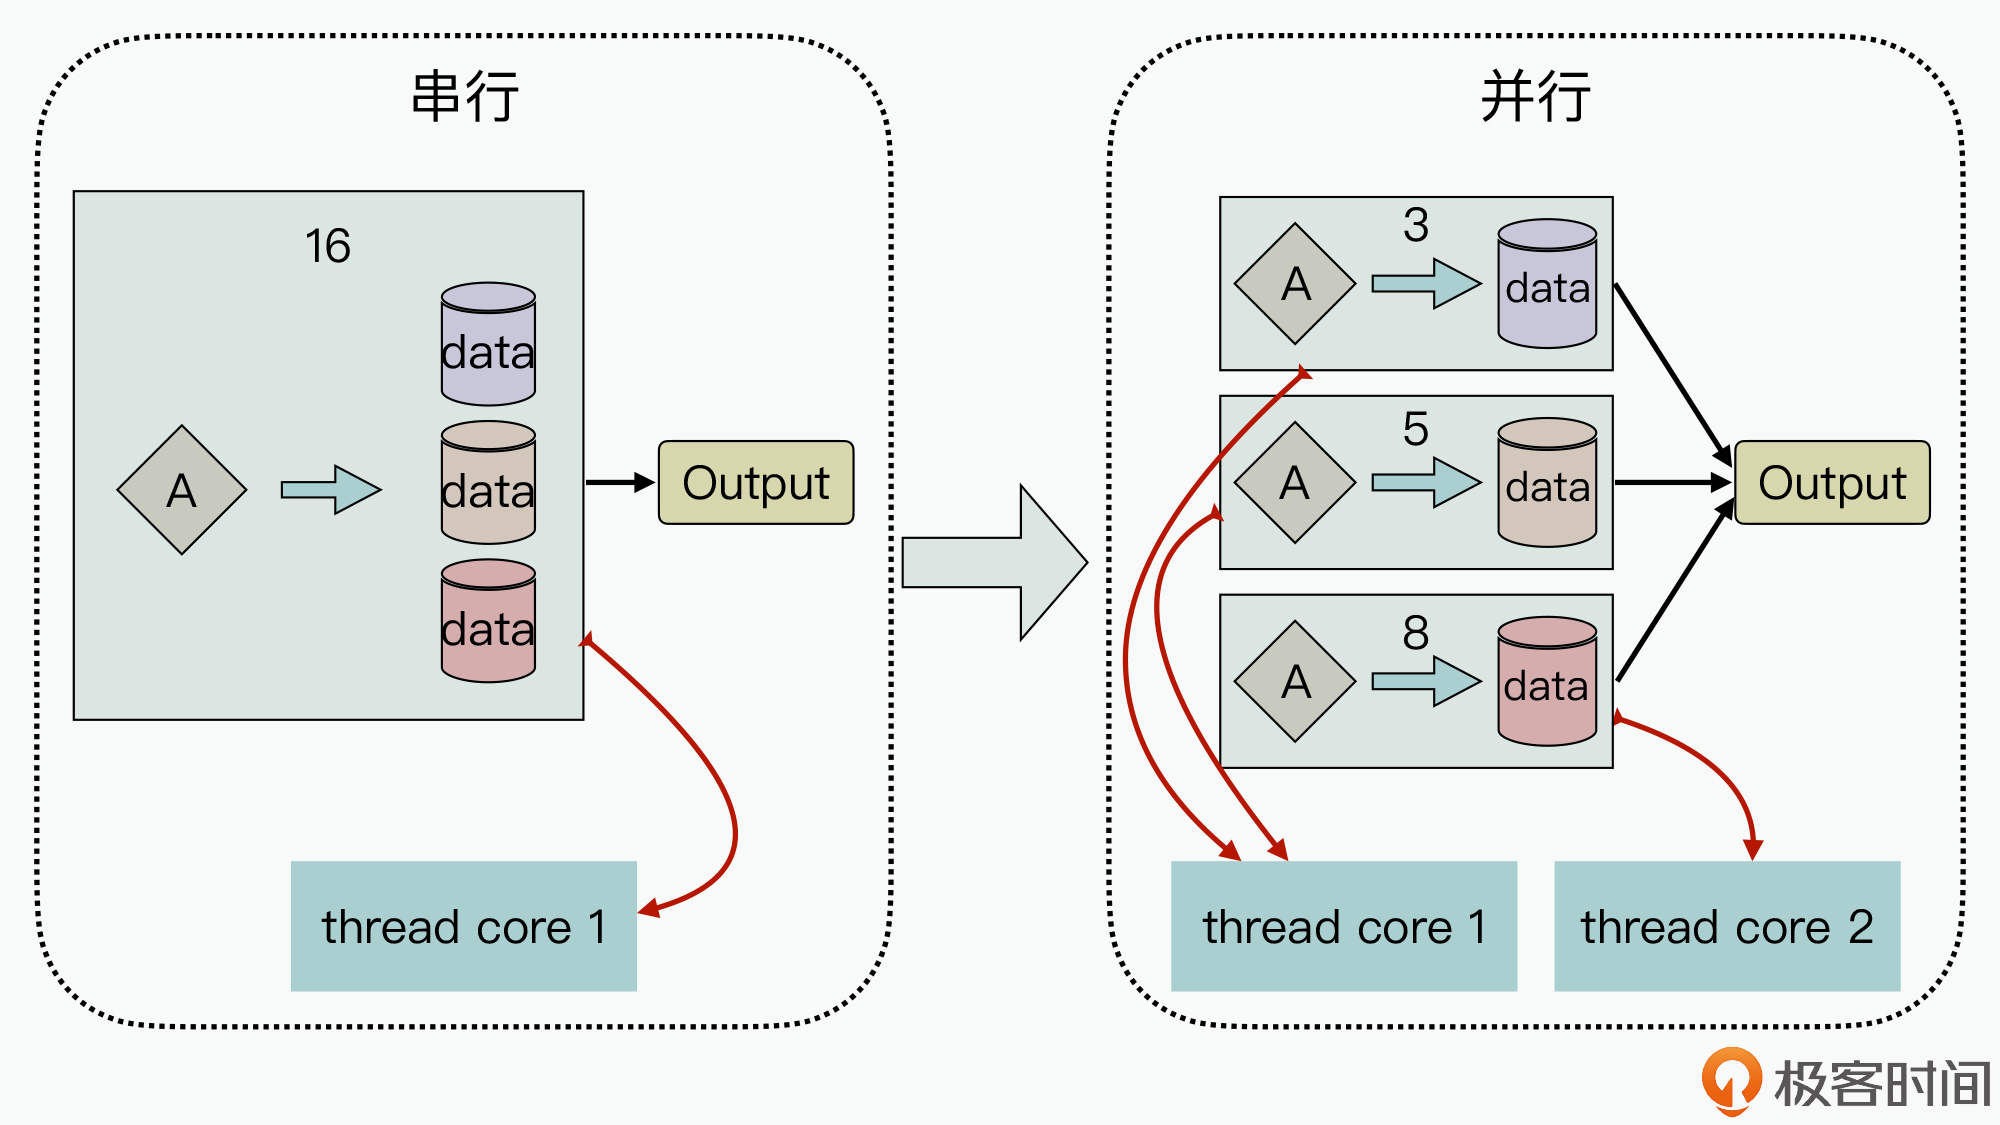 串行
16
data
data
data
A
Output
thread core 1
并行
3
A
data
5
A
data
8
A
data
Output
thread core 1
thread core 2
极客时间